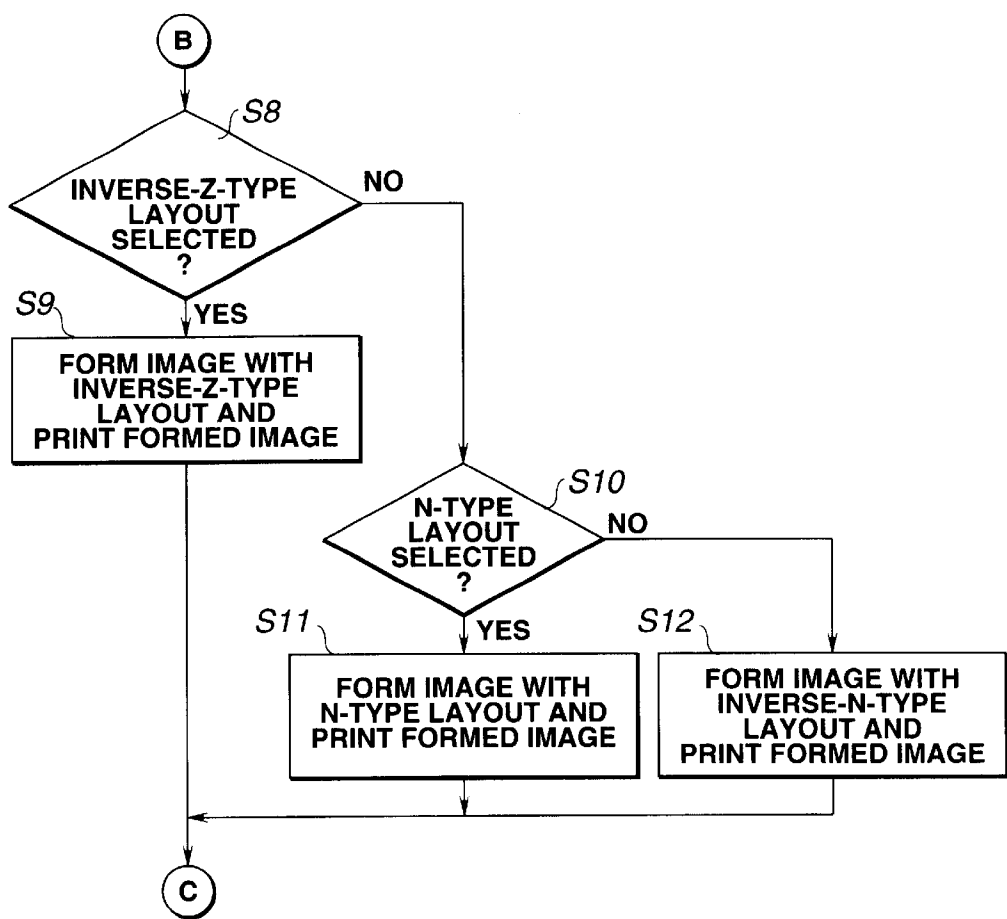 B
S8
INVERSE-Z-TYPE
LAYOUT
SELECTED
?
NO
YES
S9
FORM IMAGE WITH
INVERSE-Z-TYPE
LAYOUT AND
PRINT FORMED IMAGE
S10
N-TYPE
LAYOUT
SELECTED
?
NO
YES
S11
FORM IMAGE WITH
N-TYPE LAYOUT AND
PRINT FORMED IMAGE
S12
FORM IMAGE WITH
INVERSE-N-TYPE
LAYOUT AND
PRINT FORMED IMAGE
C